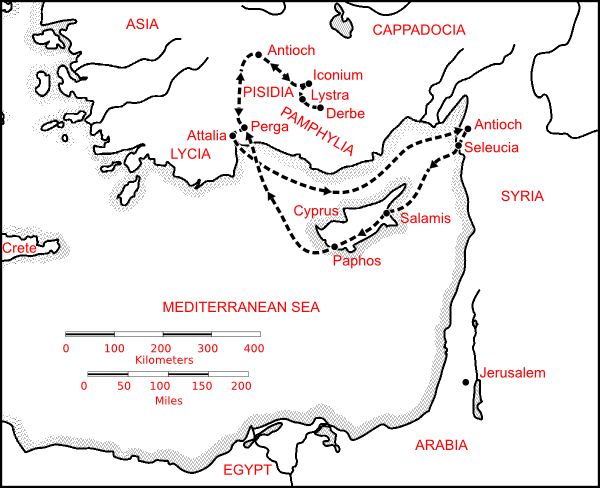 ASIA
CAPPADOCIA
Antioch
Iconium
PISIDIA
Lystra
Derbe
PAMPHYLIA
Attalia
Perga
Antioch
Seleucia
LYCIA
SYRIA
Cyprus
Salamis
Crete
Paphos
MEDITERRANEAN SEA
0 100 200 300 400
Kilometers
0 50 100 150 200
Miles
Jerusalem
ARABIA
EGYPT